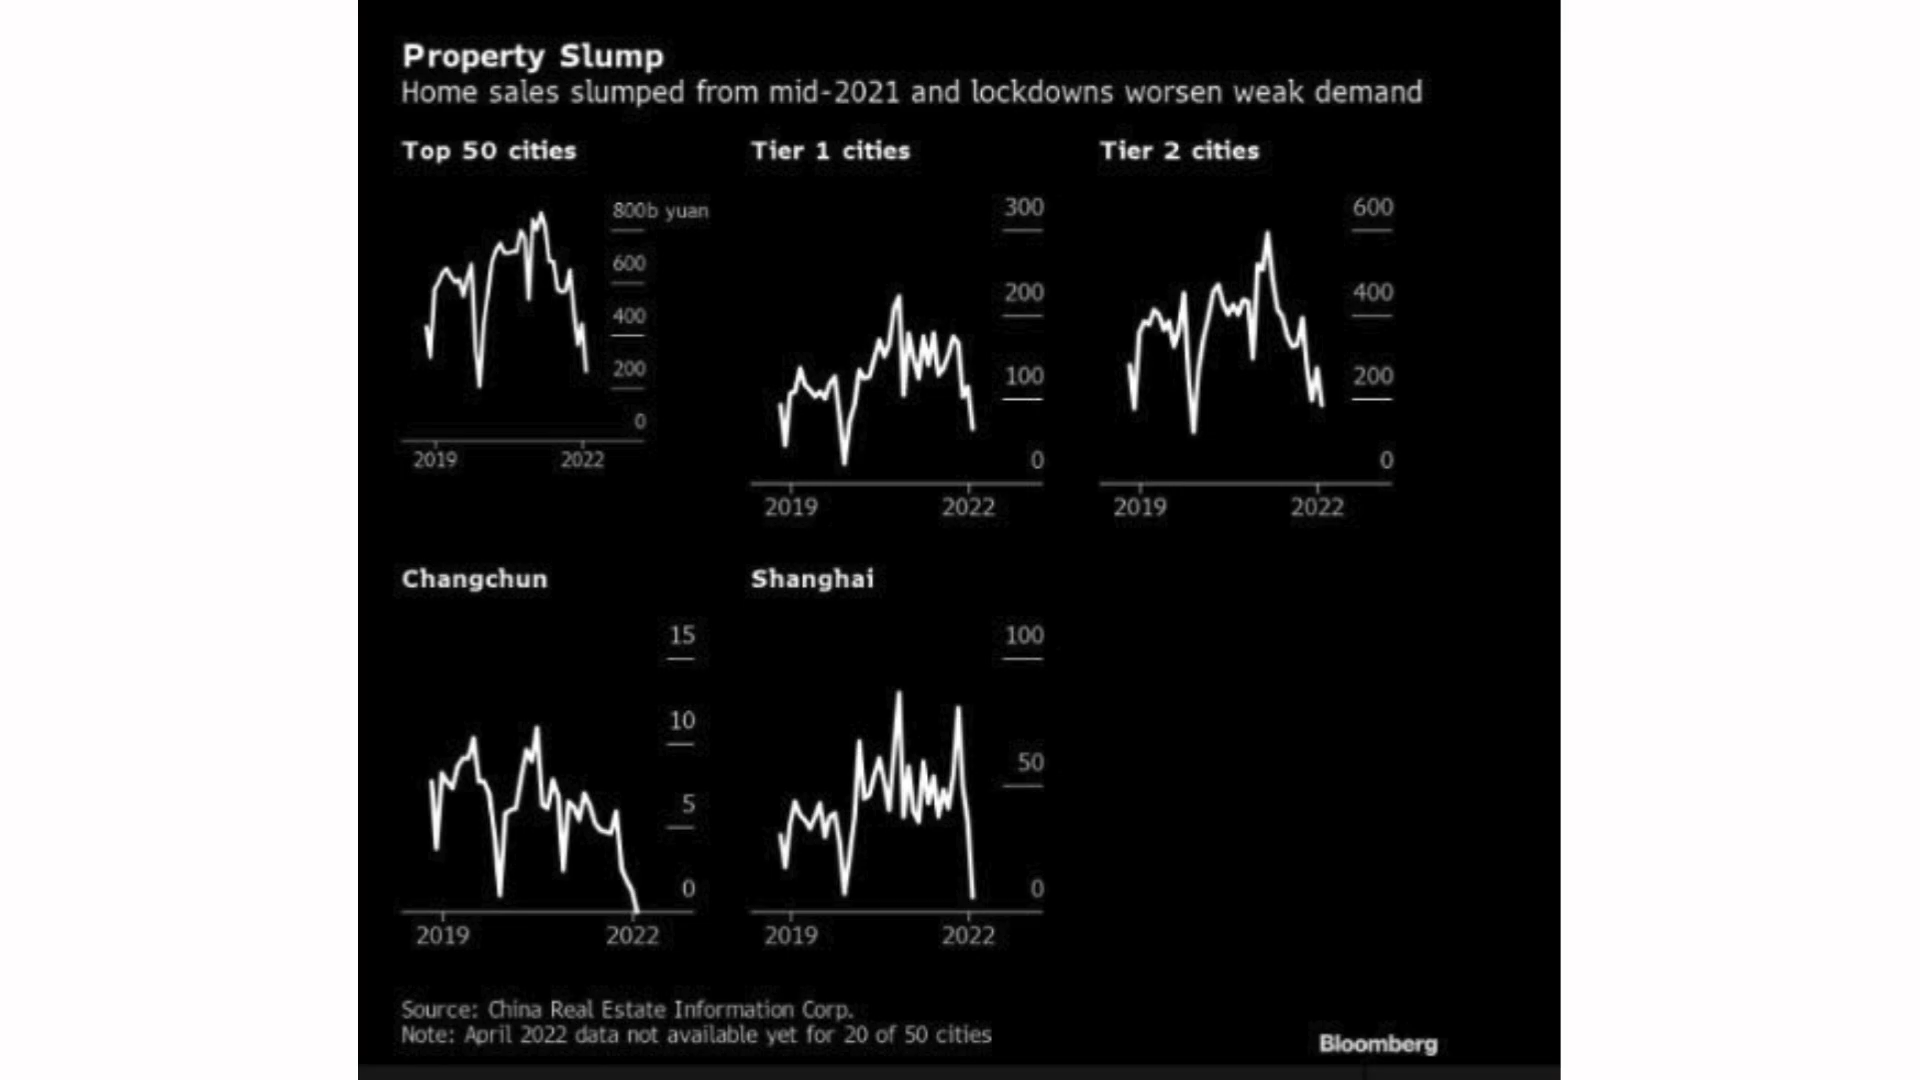 Property Slump
Home sales slumped from mid-2021 and lockdowns worsen weak demand
Top 50 cities
800b yuan
600
400
200
0
2019 2022
Tier 1 cities
300
200
100
0
2019 2022
Tier 2 cities
600
400
200
0
2019 2022
Changchun
15
10
5
0
2019 2022
Shanghai
100
50
0
2019 2022
Source: China Real Estate Information Corp.
Note: April 2022 data not available yet for 20 of 50 cities
Bloomberg